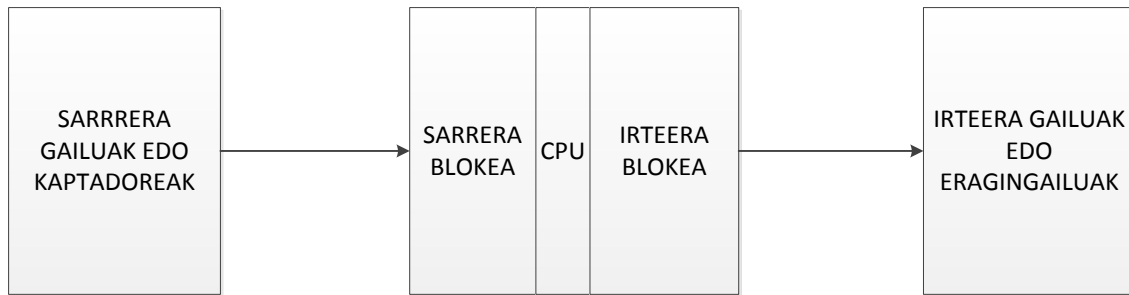 SARRRERA
GAILUAK EDO
KAPTADOREAK
SARRERA
BLOKEA
CPU
IRTEERA
BLOKEA
IRTEERA GAILUAK
EDO
ERAGINGAILUAK